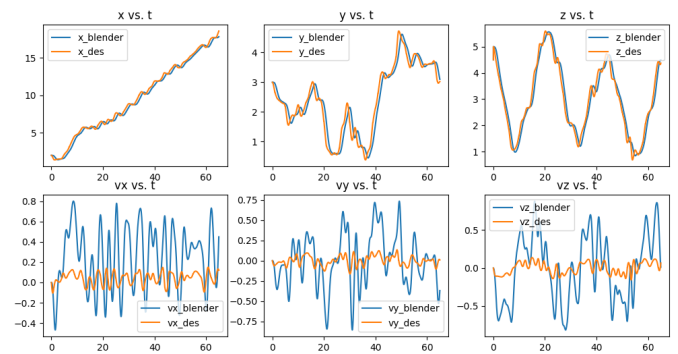 x vs. t
y vs. t
z vs. t
x_blender
x_des
y_blender
y_des
z_blender
z_des
15
10
5
4
3
2
1
5
4
3
2
1
0 20 40 60
0 20 40 60
0 20 40 60
vx vs. t
vy vs. t
vz vs. t
vx_blender
vx_des
vy_blender
vy_des
vz_blender
vz_des
0.8
0.6
0.4
0.2
0.0
−0.2
−0.4
0.75
0.50
0.25
0.00
−0.25
−0.50
−0.75
0.5
0.0
−0.5
0 20 40 60
0 20 40 60
0 20 40 60